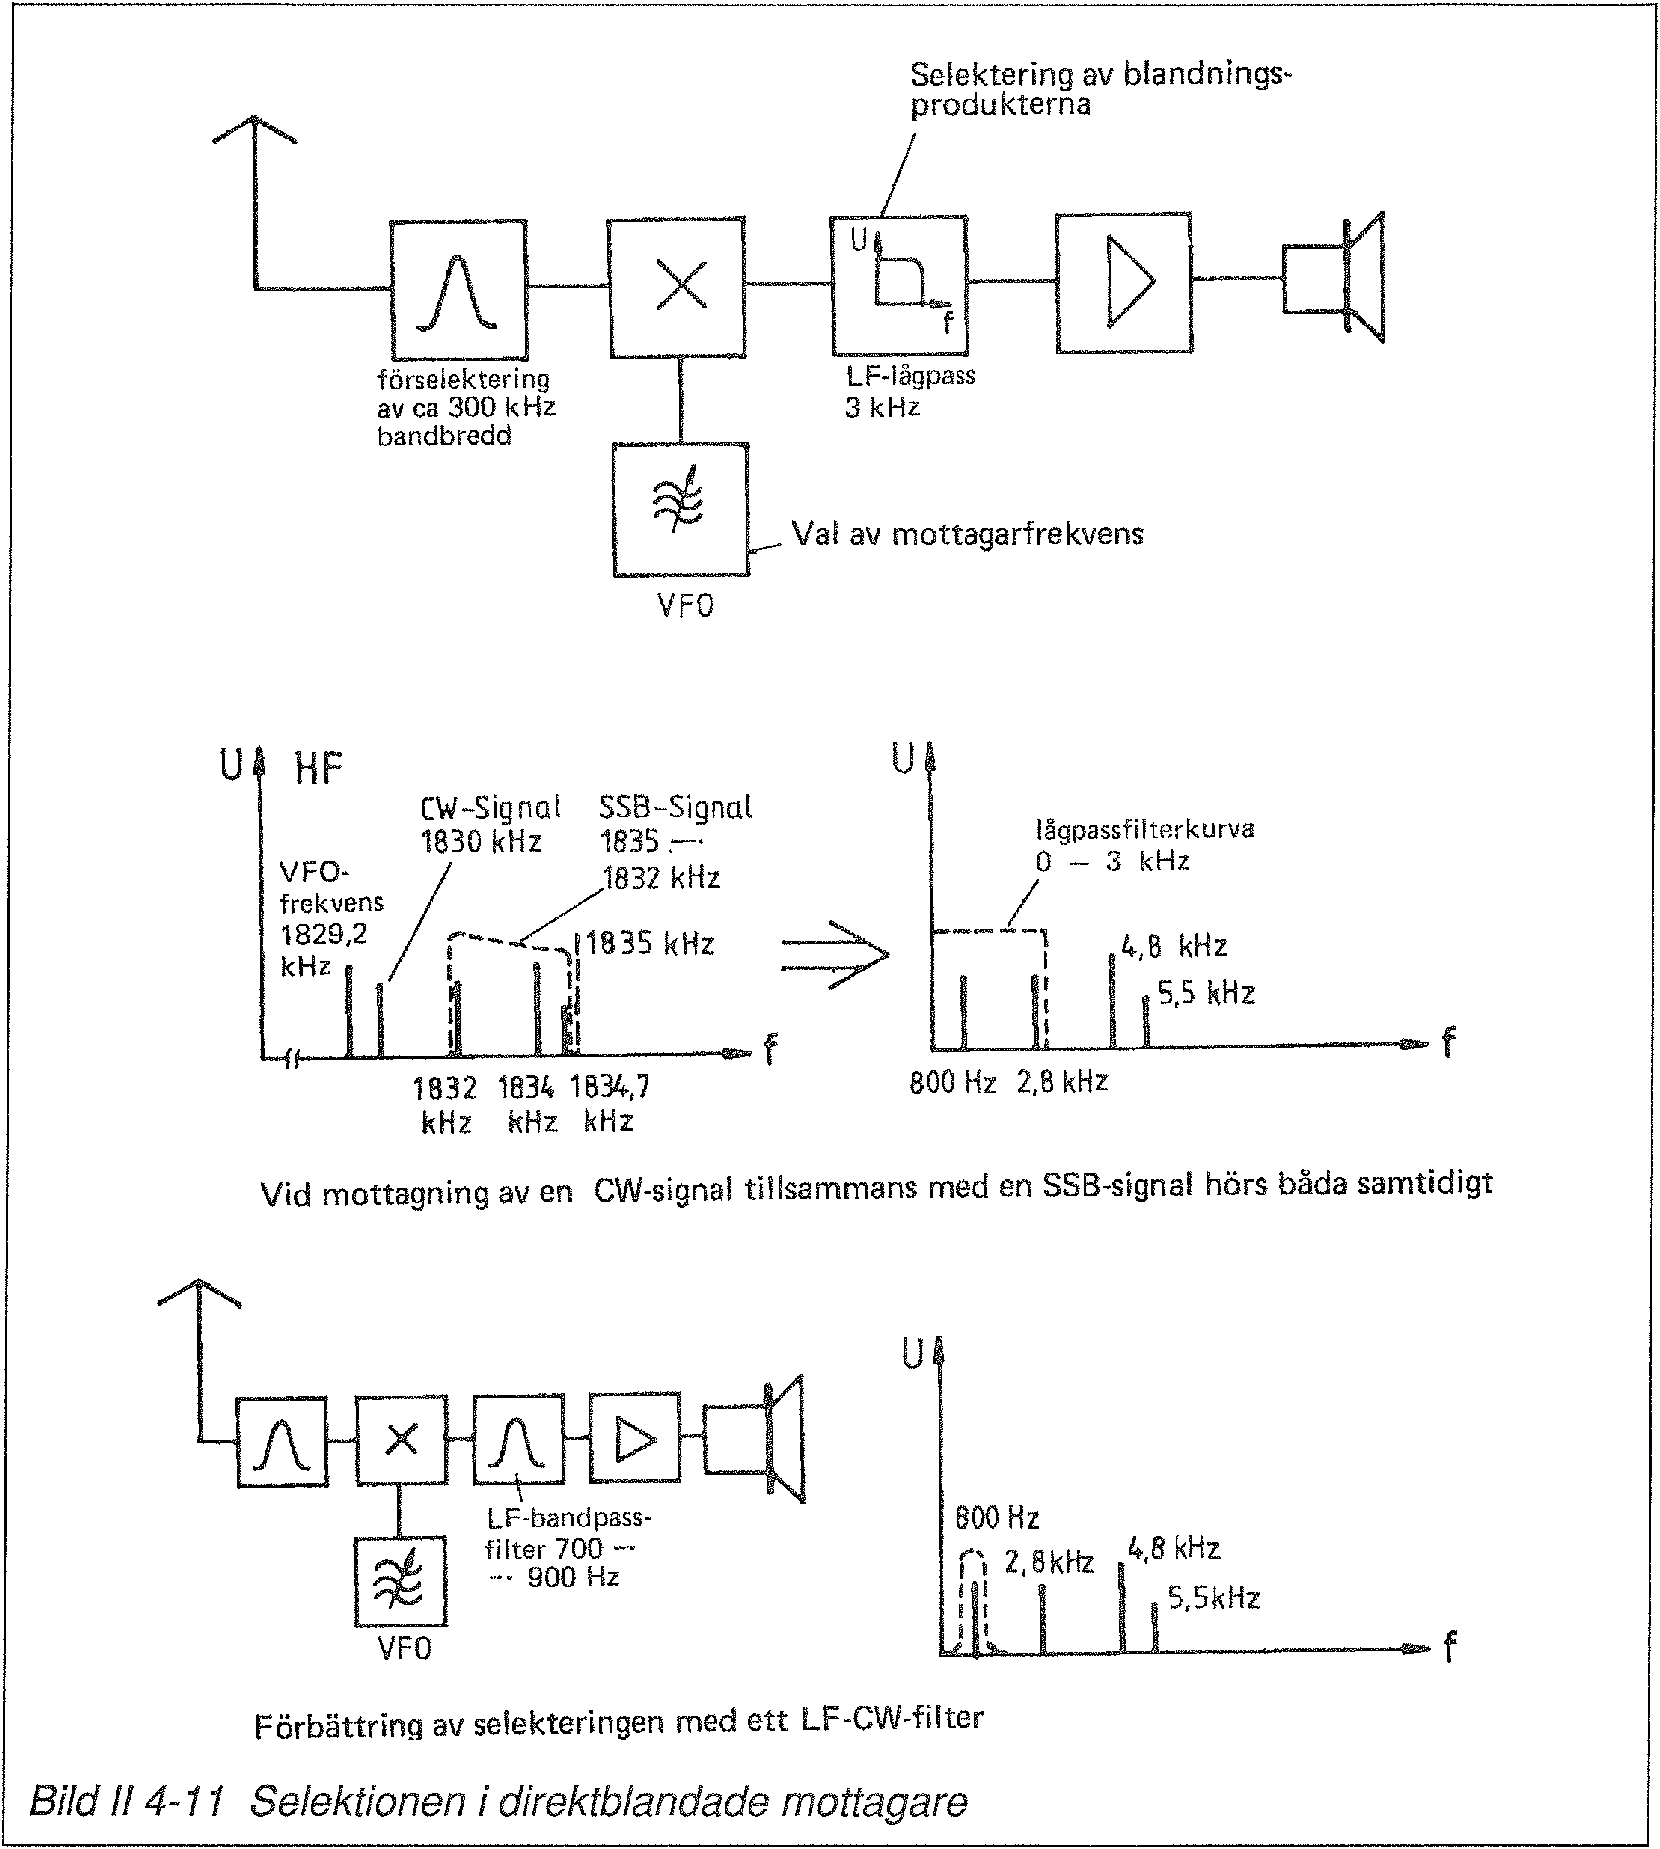 Selektering av blandnings-
produkterna
U
f
förselektering
av ca 300 kHz
bandbredd
LF-lågpass
3 kHz
Val av mottagarfrekvens
VFO
U
HF
CW-Signal
1830 kHz
SSB-Signal
1835 ...
1832 kHz
VFO-
frekvens
1829,2
kHz
1835 kHz
f
1832
kHz
1834
kHz
1834,7
kHz
U
lågpassfilterkurva
0 – 3 kHz
4,8 kHz
5,5 kHz
f
800 Hz
2,8 kHz
Vid mottagning av en CW-signal tillsammans med en SSB-signal hörs båda samtidigt
LF-bandpass-
filter 700 ...
... 900 Hz
VFO
U
800 Hz
2,8 kHz
4,8 kHz
5,5 kHz
f
Förbättring av selekteringen med ett LF-CW-filter
Bild II 4-11 Selektionen i direktblandade mottagare